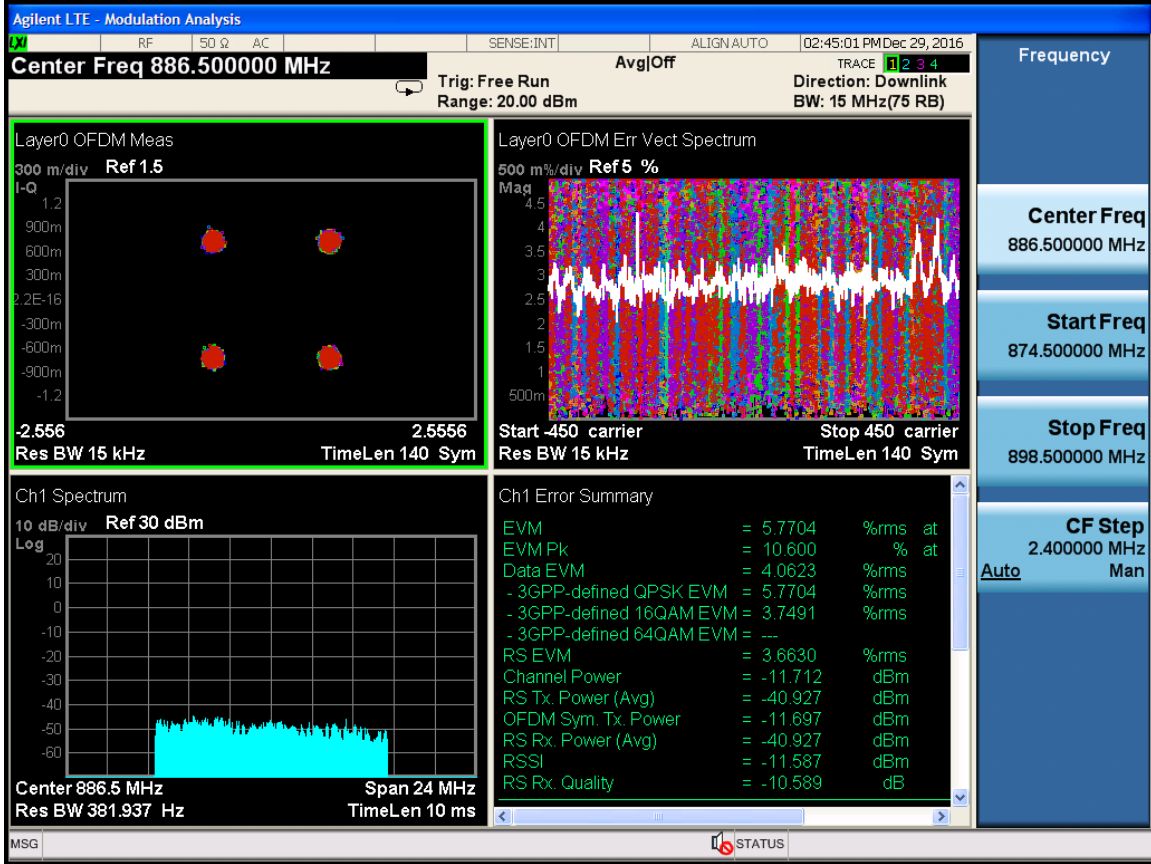 Agilent LTE - Modulation Analysis
LXI RF 50 Ω AC SENSE:INT ALIGN AUTO 02:45:01 PM Dec 29, 2016
Center Freq 886.500000 MHz
Avg|Off
TRACE 1 2 3 4
Trig: Free Run
Direction: Downlink
Range: 20.00 dBm
BW: 15 MHz(75 RB)
Layer0 OFDM Meas
300 m/div Ref 1.5
I-Q
1.2
900m
600m
300m
2.2E-16
-300m
-600m
-900m
-1.2
-2.556 2.5556
Res BW 15 kHz TimeLen 140 Sym
Layer0 OFDM Err Vect Spectrum
500 m%/div Ref 5 %
Mag
4.5
4
3.5
3
2.5
2
1.5
1
500m
Start -450 carrier Stop 450 carrier
Res BW 15 kHz TimeLen 140 Sym
Ch1 Spectrum
10 dB/div Ref 30 dBm
Log
20
10
0
-10
-20
-30
-40
-50
-60
Center 886.5 MHz Span 24 MHz
Res BW 381.937 Hz TimeLen 10 ms
Ch1 Error Summary
EVM = 5.7704 %rms at
EVM Pk = 10.600 % at
Data EVM = 4.0623 %rms
- 3GPP-defined QPSK EVM = 5.7704 %rms
- 3GPP-defined 16QAM EVM = 3.7491 %rms
- 3GPP-defined 64QAM EVM = ---
RS EVM = 3.6630 %rms
Channel Power = -11.712 dBm
RS Tx. Power (Avg) = -40.927 dBm
OFDM Sym. Tx. Power = -11.697 dBm
RS Rx. Power (Avg) = -40.927 dBm
RSSI = -11.587 dBm
RS Rx. Quality = -10.589 dB
Frequency
Center Freq
886.500000 MHz
Start Freq
874.500000 MHz
Stop Freq
898.500000 MHz
CF Step
2.400000 MHz
Auto Man
MSG STATUS